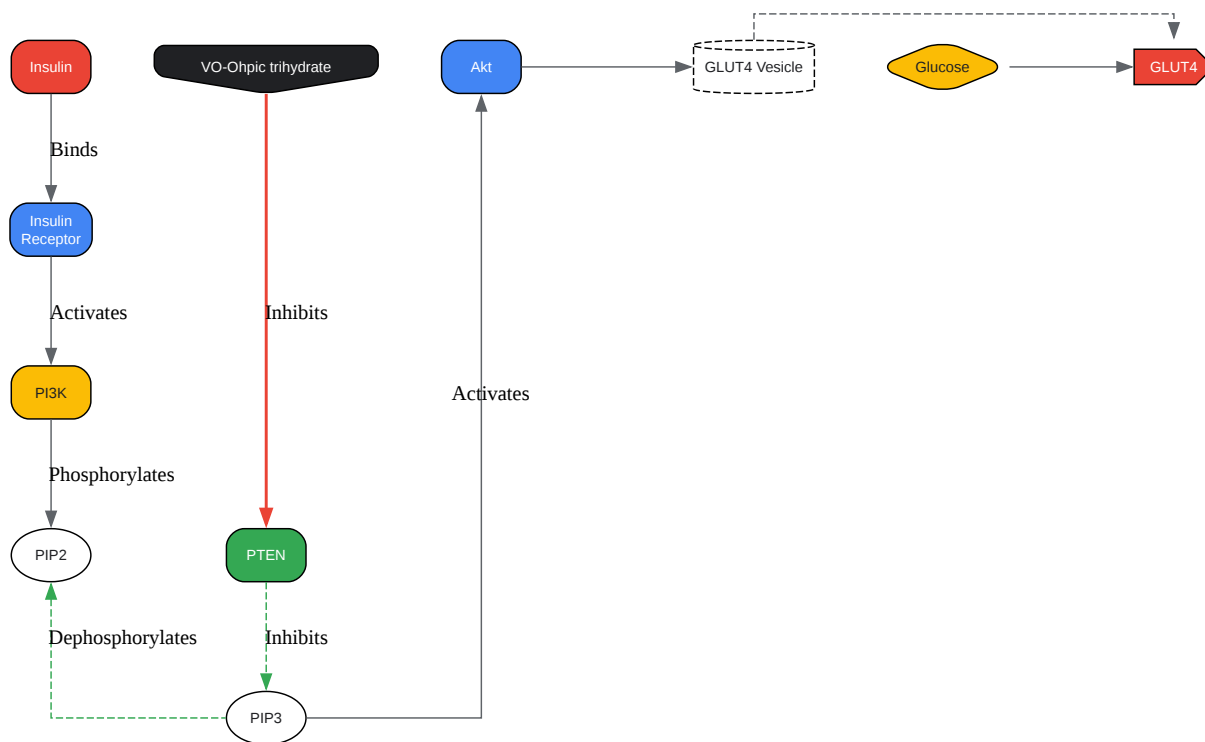 Insulin
VO-Ohpic trihydrate
Akt
GLUT4 Vesicle
Glucose
GLUT4
Binds
Insulin
Receptor
Activates
Inhibits
PI3K
Activates
Phosphorylates
PIP2
PTEN
Dephosphorylates
Inhibits
PIP3